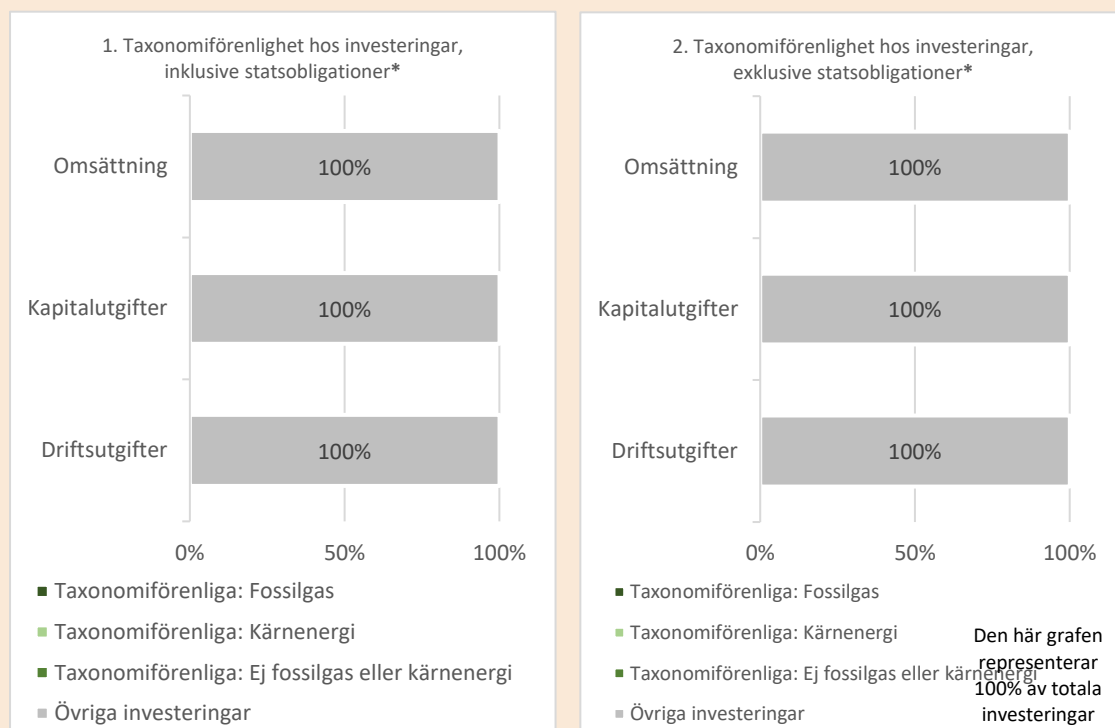 1. Taxonomiförenlighet hos investeringar,
inklusive statsobligationer*
Omsättning
100%
Kapitalutgifter
100%
Driftsutgifter
100%
0% 50% 100%
Taxonomiförenliga: Fossilgas
Taxonomiförenliga: Kärnenergi
Taxonomiförenliga: Ej fossilgas eller kärnenergi
Övriga investeringar
2. Taxonomiförenlighet hos investeringar,
exklusive statsobligationer*
Omsättning
100%
Kapitalutgifter
100%
Driftsutgifter
100%
0% 50% 100%
Taxonomiförenliga: Fossilgas
Taxonomiförenliga: Kärnenergi
Taxonomiförenliga: Ej fossilgas eller kärnenergi
Övriga investeringar
Den här grafen
representerar
100% av totala
investeringar